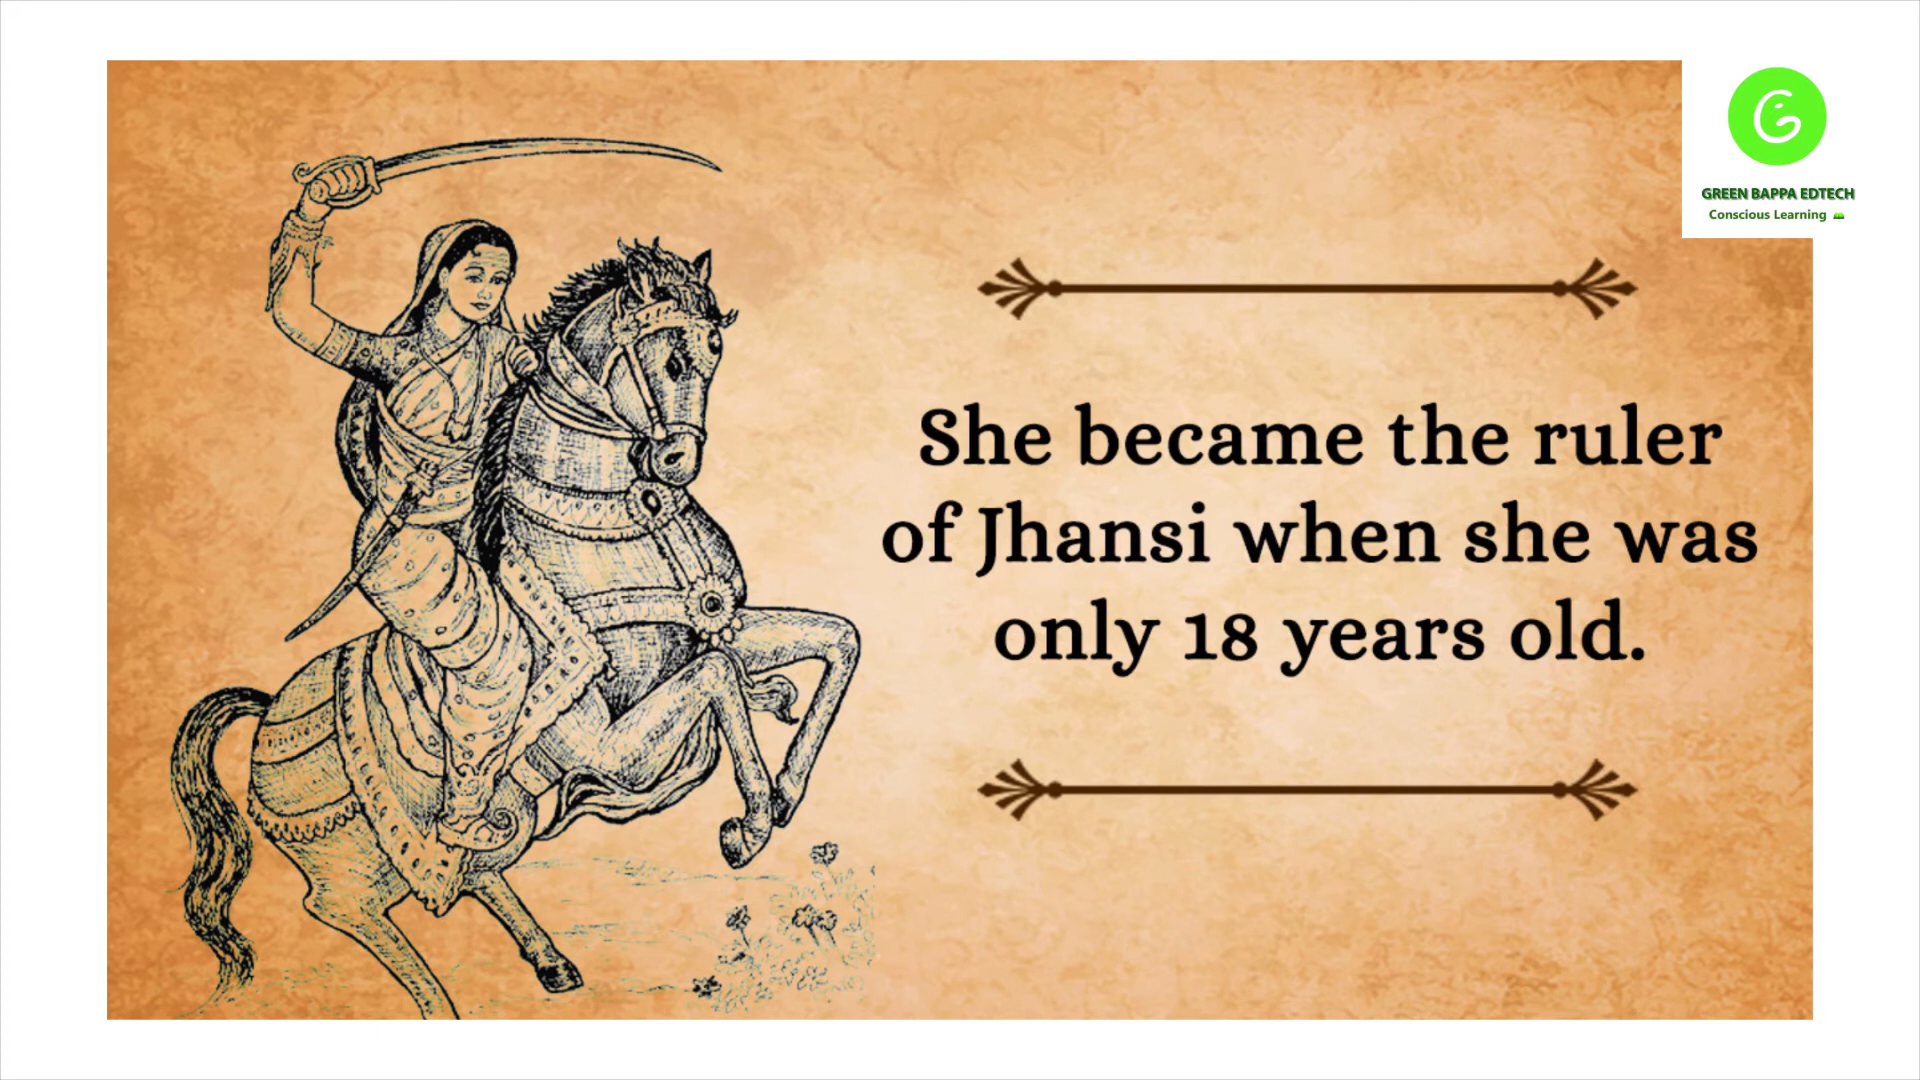 GREEN BAPPA EDTECH
Conscious Learning
She became the ruler
of Jhansi when she was
only 18 years old.